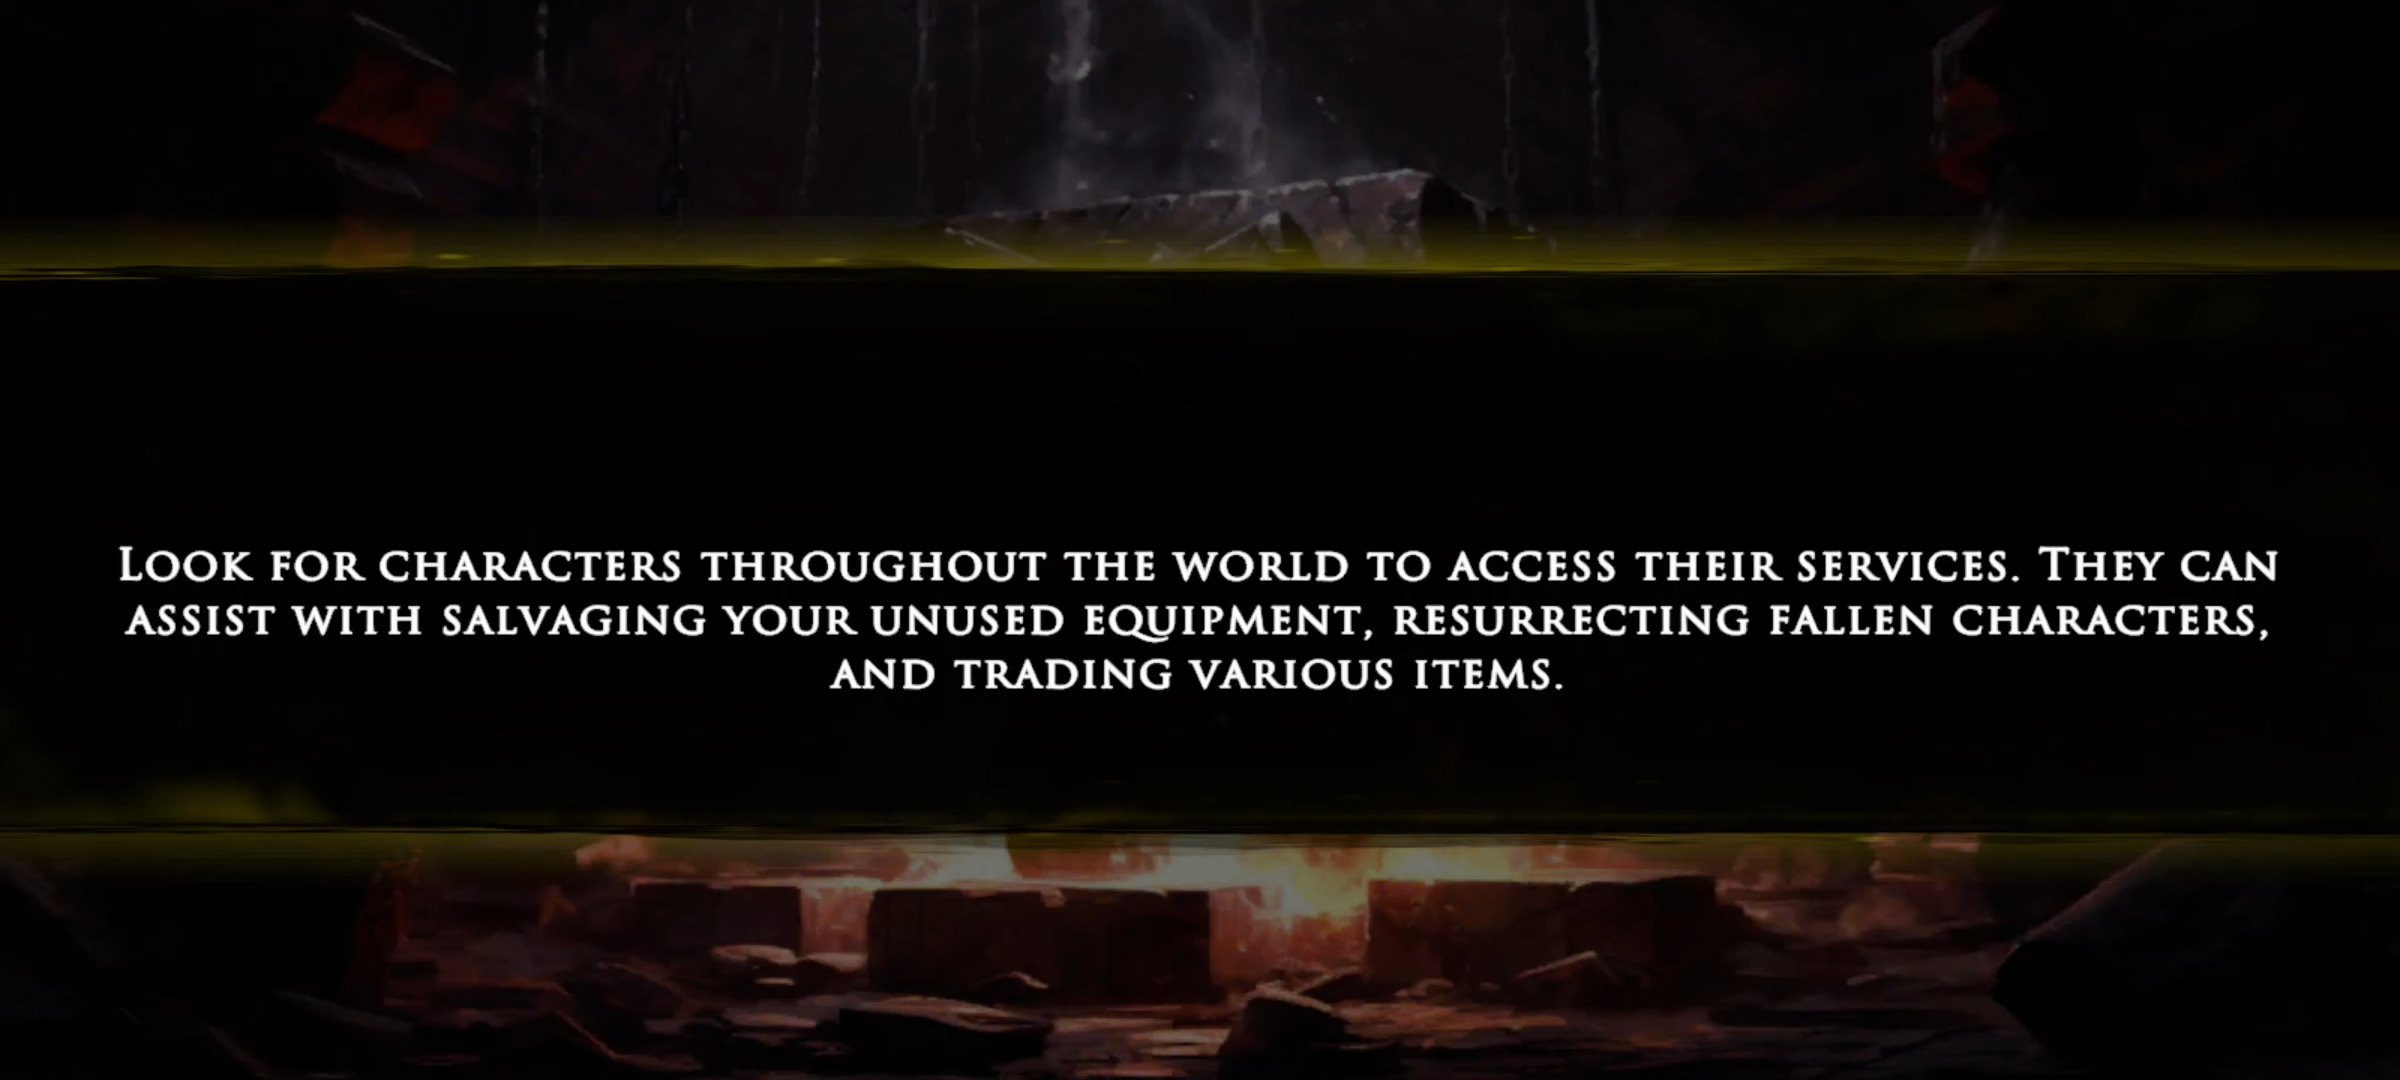 Look for characters throughout the world to access their services. They can
assist with salvaging your unused equipment, resurrecting fallen characters,
and trading various items.